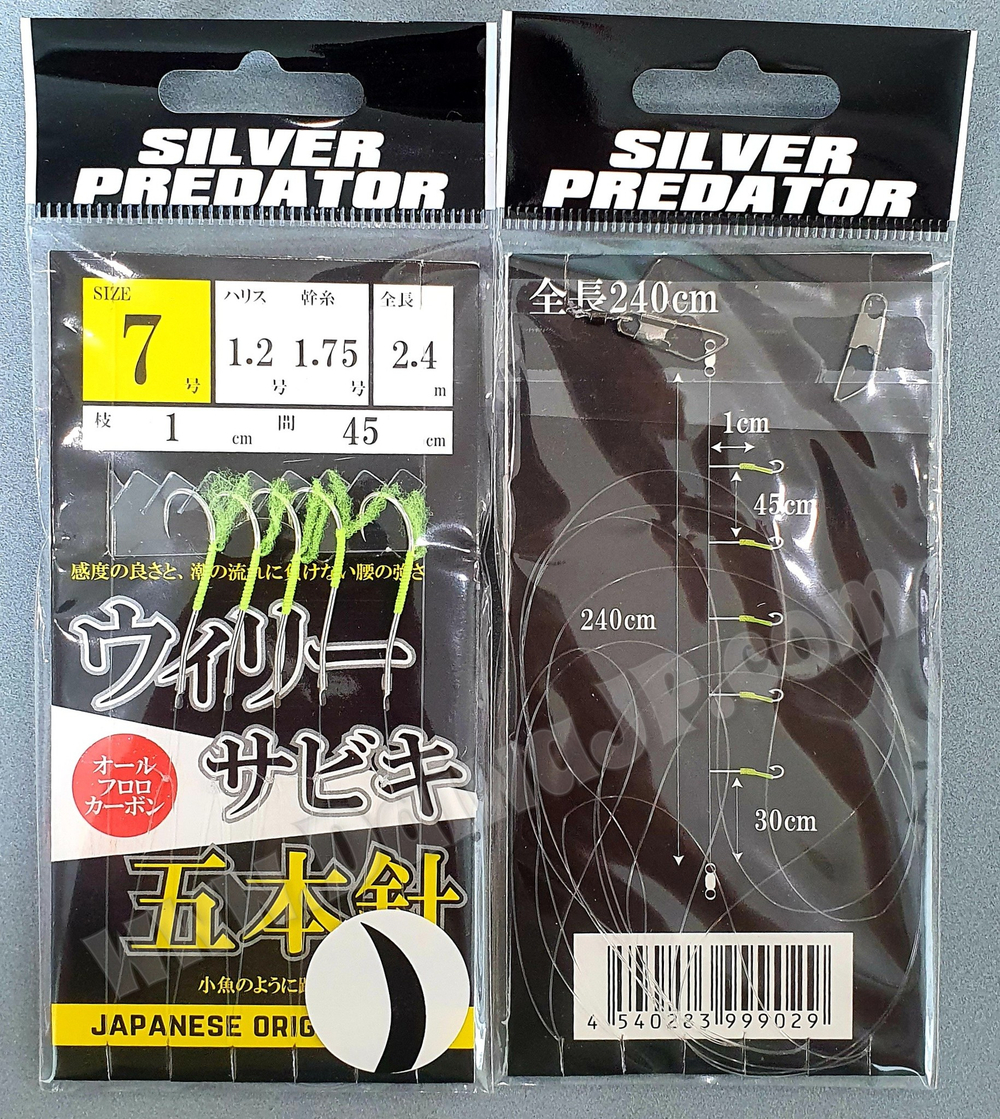 SILVER
PREDATOR
SIZE
7
号
ハリス 幹糸
1.2 1.75
号 号
全長
2.4
m
枝 1 cm 間 45 cm
感度の良さと、潮の流れに負けない腰の強さ
ウィリー
サビキ
オール
フロロ
カーボン
五本針
小魚のように
JAPANESE
SILVER
PREDATOR
全長240cm
1cm
45cm
240cm
30cm
4 540283 999029